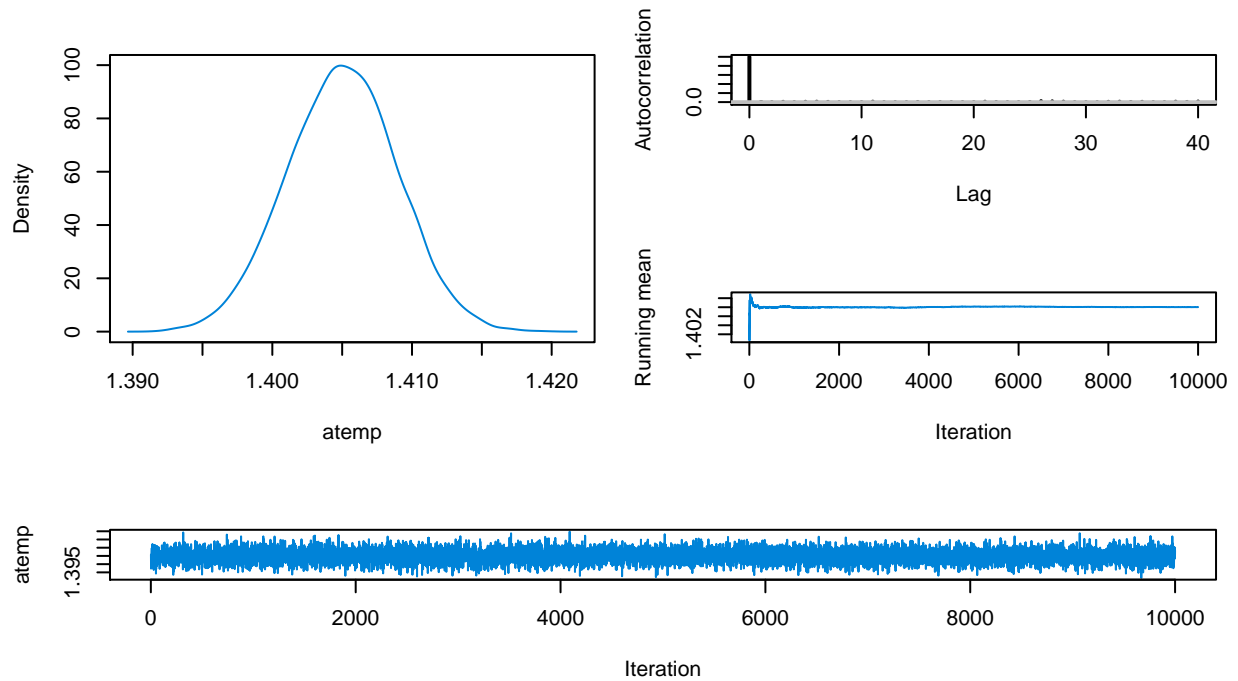 Density
0 20 40 60 80 100
1.390 1.400 1.410 1.420
atemp
Autocorrelation
0.0
0 10 20 30 40
Lag
Running mean
1.402
0 2000 4000 6000 8000 10000
Iteration
atemp
1.395
0 2000 4000 6000 8000 10000
Iteration